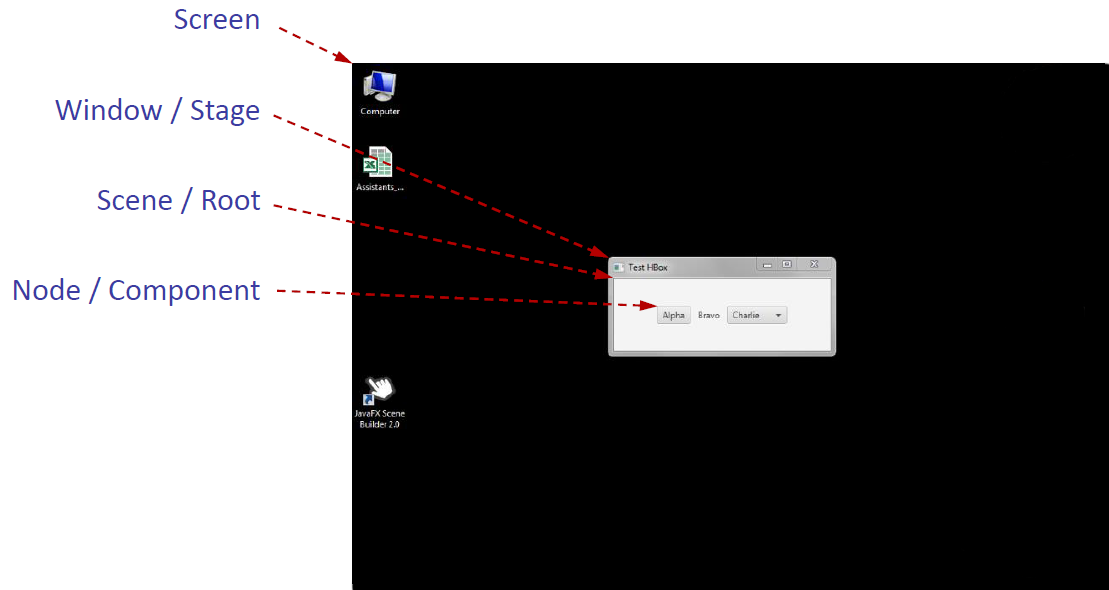 Screen
Window / Stage
Scene / Root
Node / Component
Computer
Assistants_...
Test HBox
Alpha Bravo Charlie
JavaFX Scene
Builder 2.0